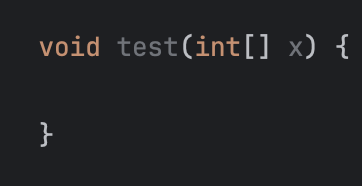 void test(int[] x) {
}